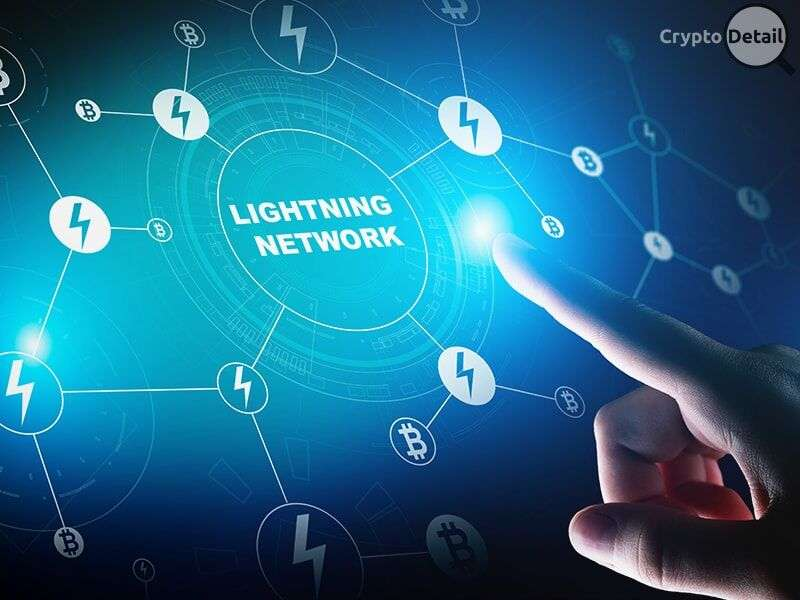 Crypto Detail
LIGHTNING
NETWORK